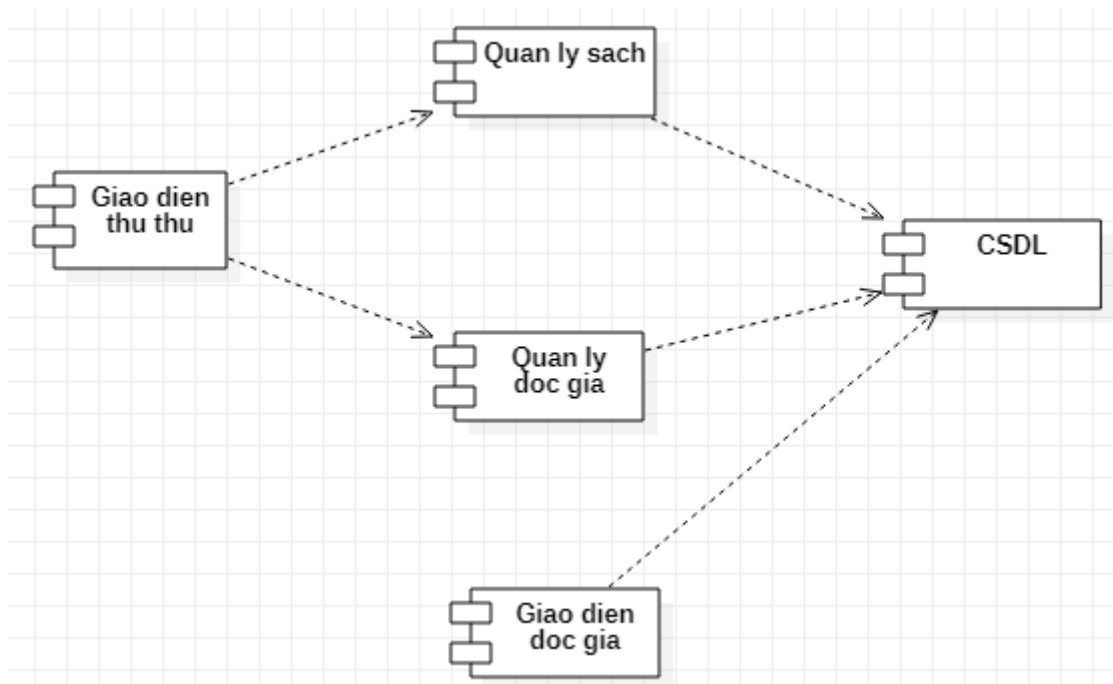 Quan ly sach
Giao dien
thu thu
CSDL
Quan ly
doc gia
Giao dien
doc gia